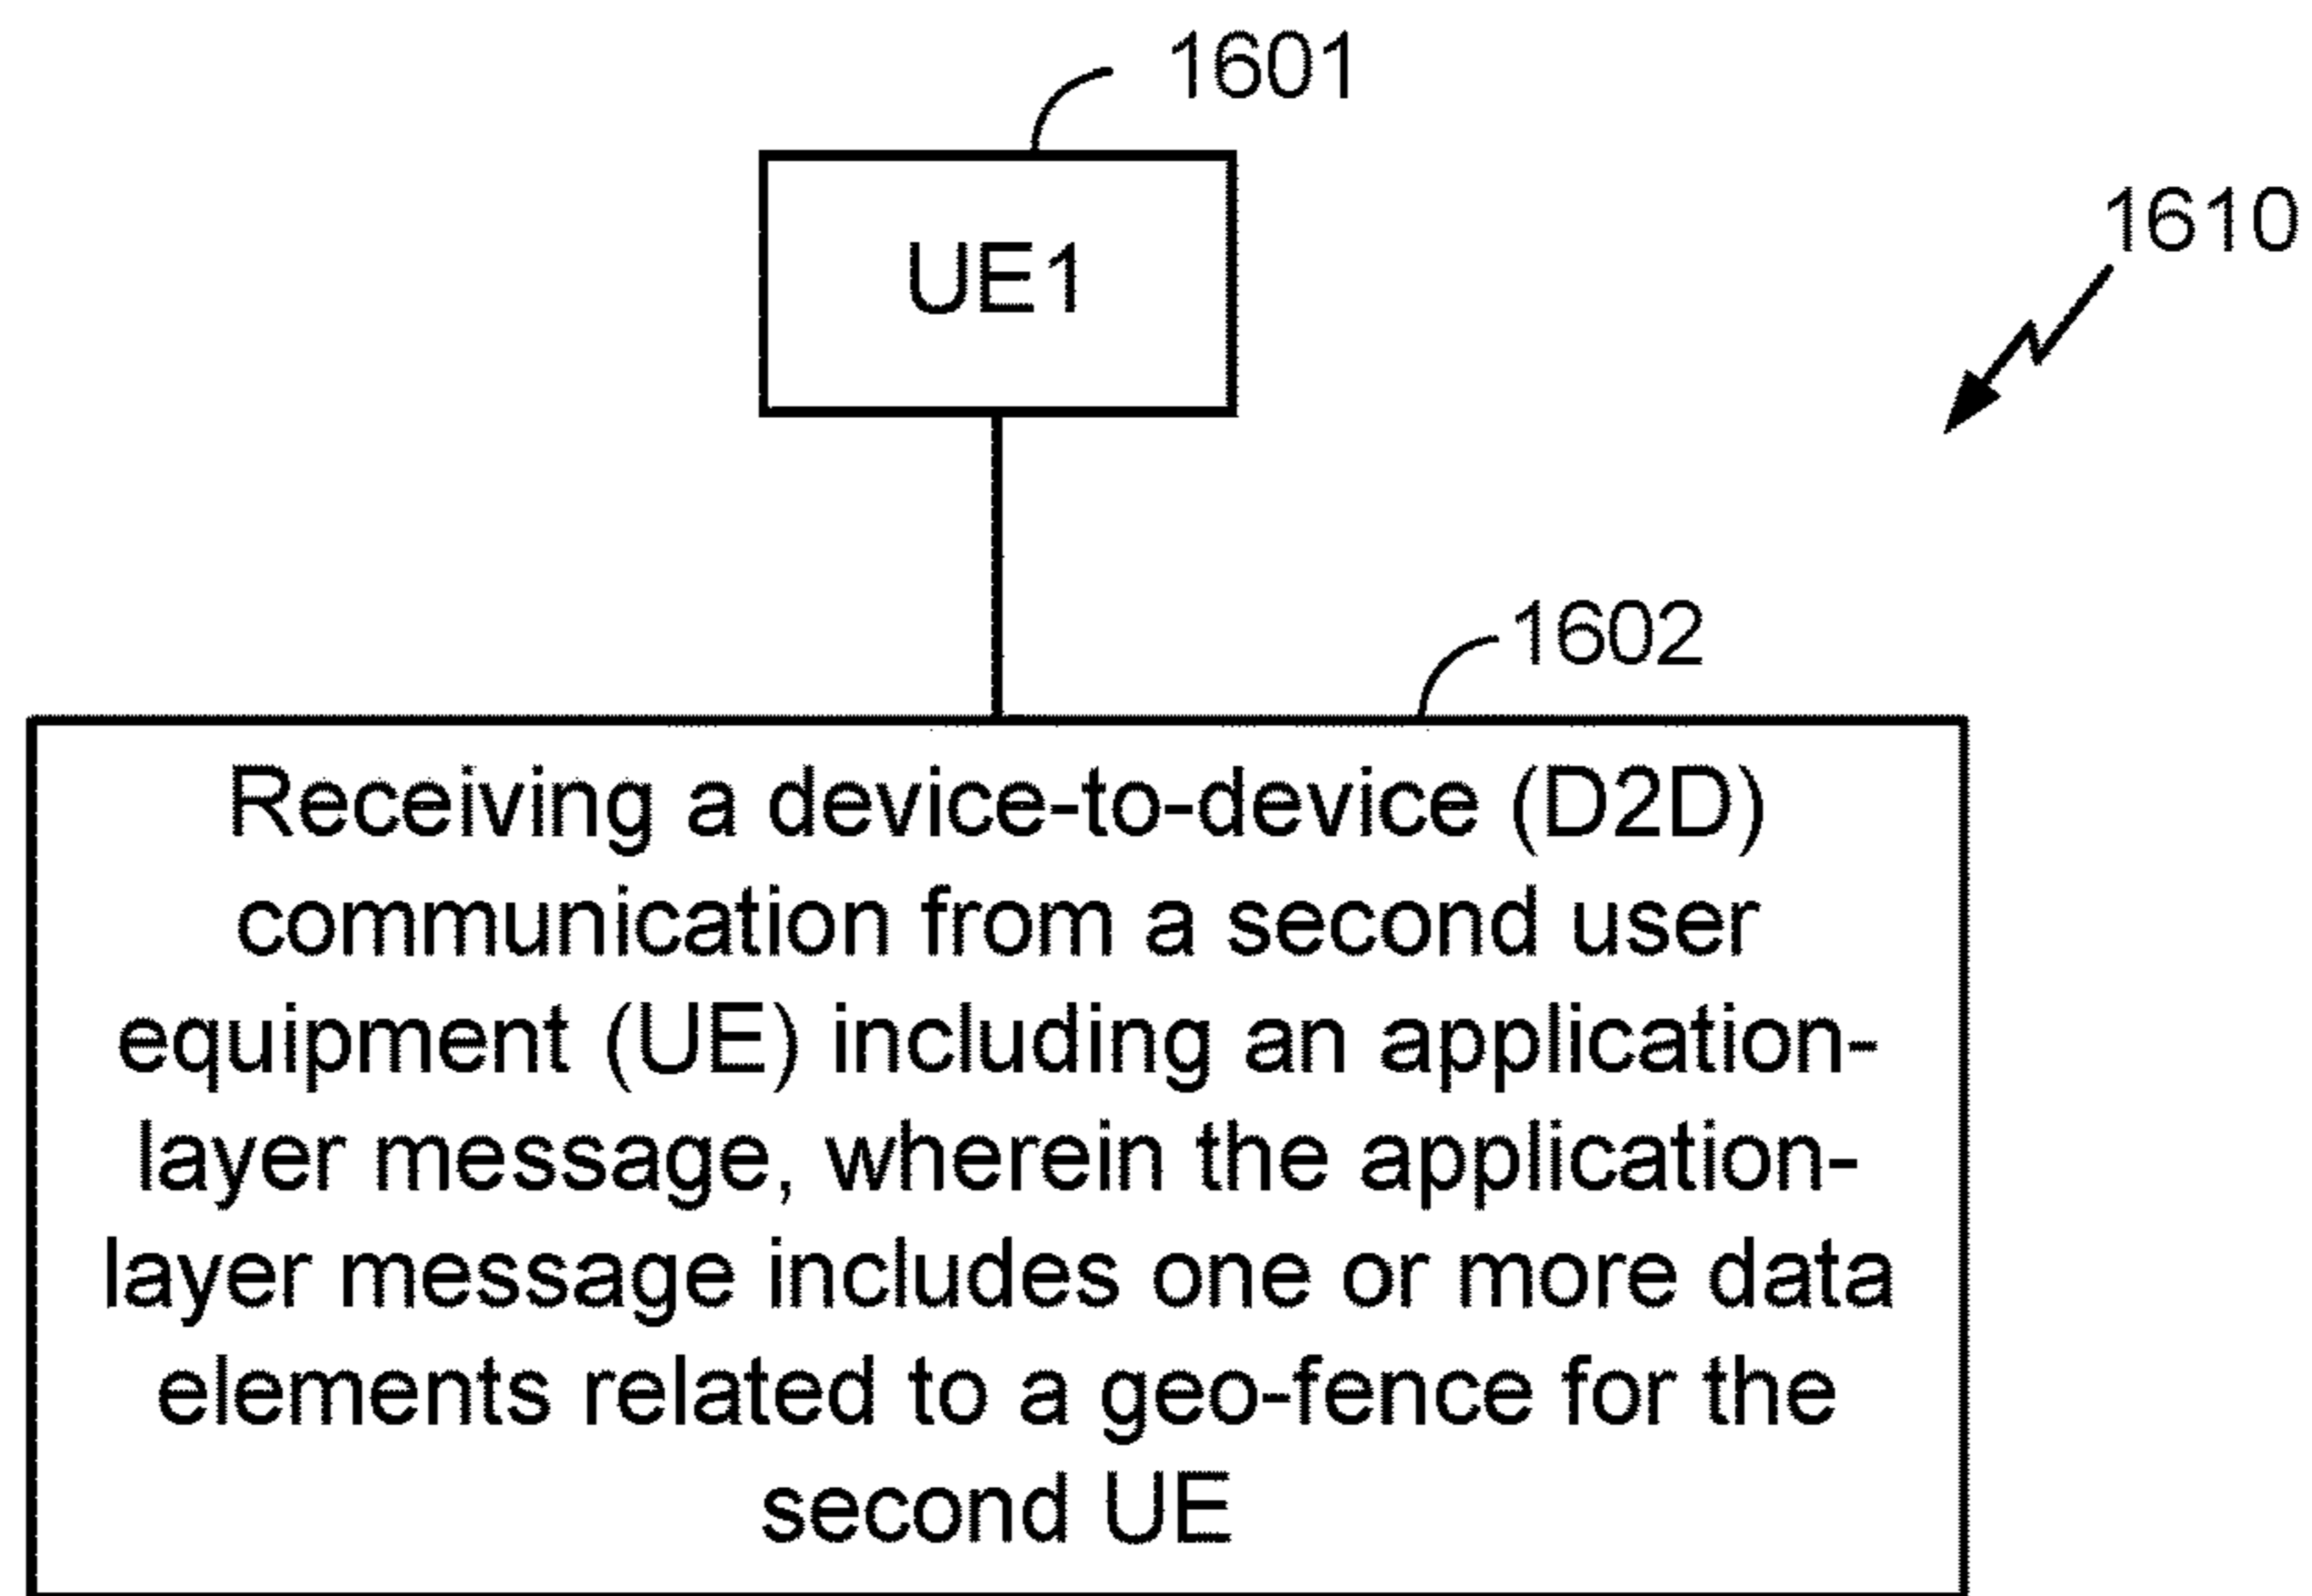 1601
1610
UE1
1602
Receiving a device-to-device (D2D)
communication from a second user
equipment (UE) including an application-
layer message, wherein the application-
layer message includes one or more data
elements related to a geo-fence for the
second UE